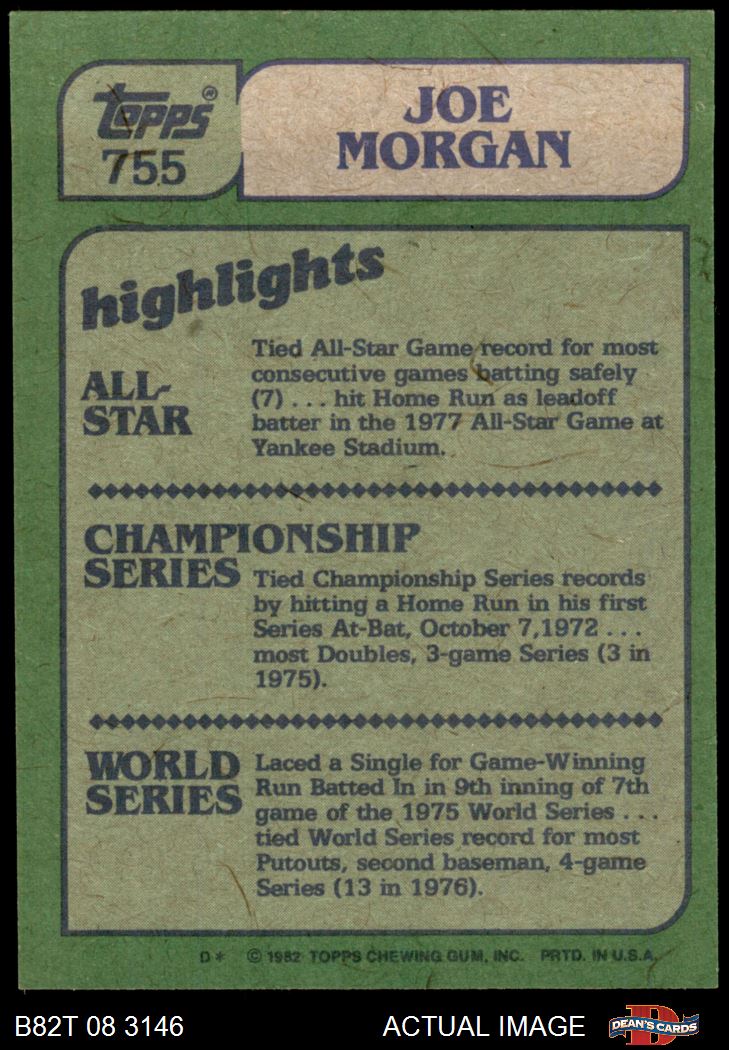 Topps®
755
JOE
MORGAN
highlights
ALL-
STAR
Tied All-Star Game record for most
consecutive games batting safely
(7) . . . hit Home Run as leadoff
batter in the 1977 All-Star Game at
Yankee Stadium.
CHAMPIONSHIP
SERIES
Tied Championship Series records
by hitting a Home Run in his first
Series At-Bat, October 7,1972 . . .
most Doubles, 3-game Series (3 in
1975).
WORLD
SERIES
Laced a Single for Game-Winning
Run Batted In in 9th inning of 7th
game of the 1975 World Series . . .
tied World Series record for most
Putouts, second baseman, 4-game
Series (13 in 1976).
D* © 1982 TOPPS CHEWING GUM, INC. PRTD. IN U.S.A.
B82T 08 3146
ACTUAL IMAGE
D
DEAN'S CARDS